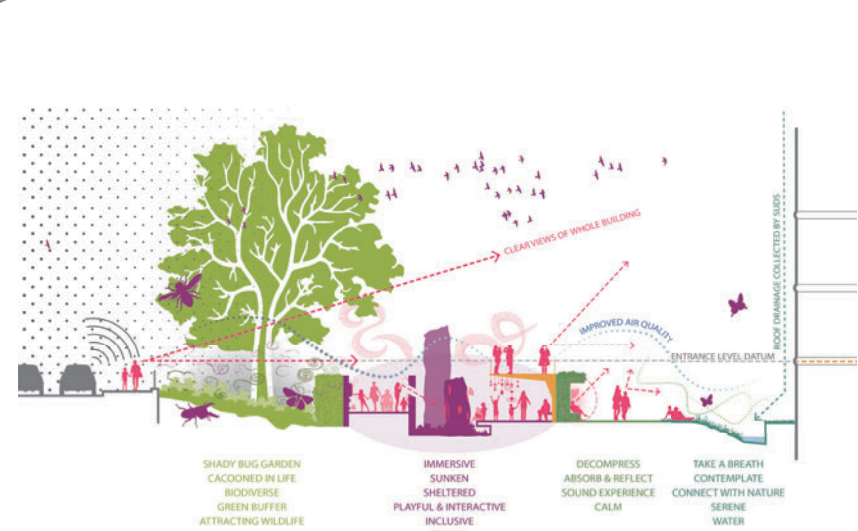 CLEAR VIEWS OF WHOLE BUILDING
ROOF DRAINAGE COLLECTED BY SUDS
IMPROVED AIR QUALITY
ENTRANCE LEVEL DATUM
SHADY BUG GARDEN
CACOONED IN LIFE
BIODIVERSE
GREEN BUFFER
ATTRACTING WILDLIFE
IMMERSIVE
SUNKEN
SHELTERED
PLAYFUL & INTERACTIVE
INCLUSIVE
DECOMPRESS
ABSORB & REFLECT
SOUND EXPERIENCE
CALM
TAKE A BREATH
CONTEMPLATE
CONNECT WITH NATURE
SERENE
WATER